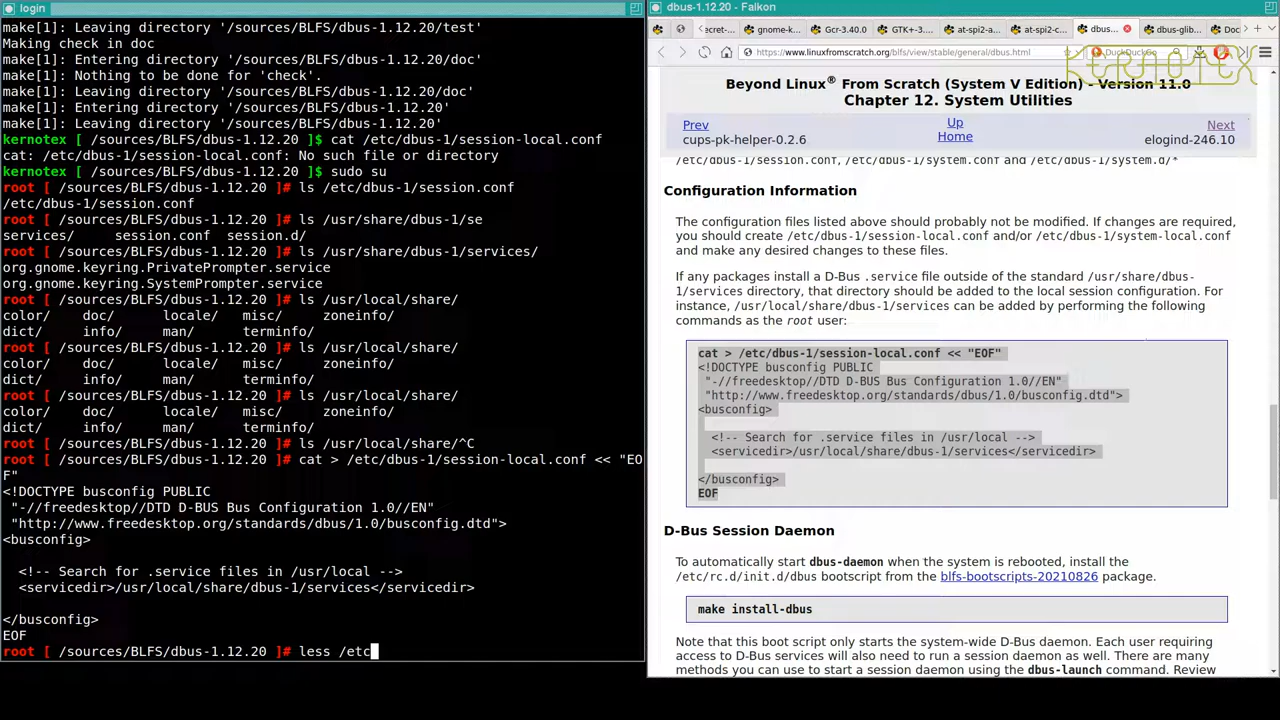 login
make[1]: Leaving directory '/sources/BLFS/dbus-1.12.20/test'
Making check in doc
make[1]: Entering directory '/sources/BLFS/dbus-1.12.20/doc'
make[1]: Nothing to be done for 'check'.
make[1]: Leaving directory '/sources/BLFS/dbus-1.12.20/doc'
make[1]: Entering directory '/sources/BLFS/dbus-1.12.20'
make[1]: Leaving directory '/sources/BLFS/dbus-1.12.20'
kernotex [ /sources/BLFS/dbus-1.12.20 ]$ cat /etc/dbus-1/session-local.conf
cat: /etc/dbus-1/session-local.conf: No such file or directory
kernotex [ /sources/BLFS/dbus-1.12.20 ]$ sudo su
root [ /sources/BLFS/dbus-1.12.20 ]# ls /etc/dbus-1/session.conf
/etc/dbus-1/session.conf
root [ /sources/BLFS/dbus-1.12.20 ]# ls /usr/share/dbus-1/se
services/     session.conf  session.d/
root [ /sources/BLFS/dbus-1.12.20 ]# ls /usr/share/dbus-1/services/
org.gnome.keyring.PrivatePrompter.service
org.gnome.keyring.SystemPrompter.service
root [ /sources/BLFS/dbus-1.12.20 ]# ls /usr/local/share/
color/    doc/      locale/   misc/     zoneinfo/
dict/     info/     man/      terminfo/
root [ /sources/BLFS/dbus-1.12.20 ]# ls /usr/local/share/
color/    doc/      locale/   misc/     zoneinfo/
dict/     info/     man/      terminfo/
root [ /sources/BLFS/dbus-1.12.20 ]# ls /usr/local/share/
color/    doc/      locale/   misc/     zoneinfo/
dict/     info/     man/      terminfo/
root [ /sources/BLFS/dbus-1.12.20 ]# ls /usr/local/share/^C
root [ /sources/BLFS/dbus-1.12.20 ]# cat > /etc/dbus-1/session-local.conf << "EO
F"
<!DOCTYPE busconfig PUBLIC
 "-//freedesktop//DTD D-BUS Bus Configuration 1.0//EN"
 "http://www.freedesktop.org/standards/dbus/1.0/busconfig.dtd">
<busconfig>
  <!-- Search for .service files in /usr/local -->
  <servicedir>/usr/local/share/dbus-1/services</servicedir>
</busconfig>
EOF
root [ /sources/BLFS/dbus-1.12.20 ]# less /etc
dbus-1.12.20 - Falkon
ecret-... gnome-k... Gcr-3.40.0 GTK+-3.... at-spi2-a... at-spi2-c... dbus... dbus-glib... Doc
https://www.linuxfromscratch.org/blfs/view/stable/general/dbus.html DuckDuckGo
KERNOTEX
Beyond Linux® From Scratch (System V Edition) - Version 11.0
Chapter 12. System Utilities
Prev Up Next
cups-pk-helper-0.2.6 Home elogind-246.10
/etc/dbus-1/session.conf, /etc/dbus-1/system.conf and /etc/dbus-1/system.d/*
Configuration Information
The configuration files listed above should probably not be modified. If changes are required,
you should create /etc/dbus-1/session-local.conf and/or /etc/dbus-1/system-local.conf
and make any desired changes to these files.
If any packages install a D-Bus .service file outside of the standard /usr/share/dbus-
1/services directory, that directory should be added to the local session configuration. For
instance, /usr/local/share/dbus-1/services can be added by performing the following
commands as the root user:
cat > /etc/dbus-1/session-local.conf << "EOF"
<!DOCTYPE busconfig PUBLIC
 "-//freedesktop//DTD D-BUS Bus Configuration 1.0//EN"
 "http://www.freedesktop.org/standards/dbus/1.0/busconfig.dtd">
<busconfig>
  <!-- Search for .service files in /usr/local -->
  <servicedir>/usr/local/share/dbus-1/services</servicedir>
</busconfig>
EOF
D-Bus Session Daemon
To automatically start dbus-daemon when the system is rebooted, install the
/etc/rc.d/init.d/dbus bootscript from the blfs-bootscripts-20210826 package.
make install-dbus
Note that this boot script only starts the system-wide D-Bus daemon. Each user requiring
access to D-Bus services will also need to run a session daemon as well. There are many
methods you can use to start a session daemon using the dbus-launch command. Review